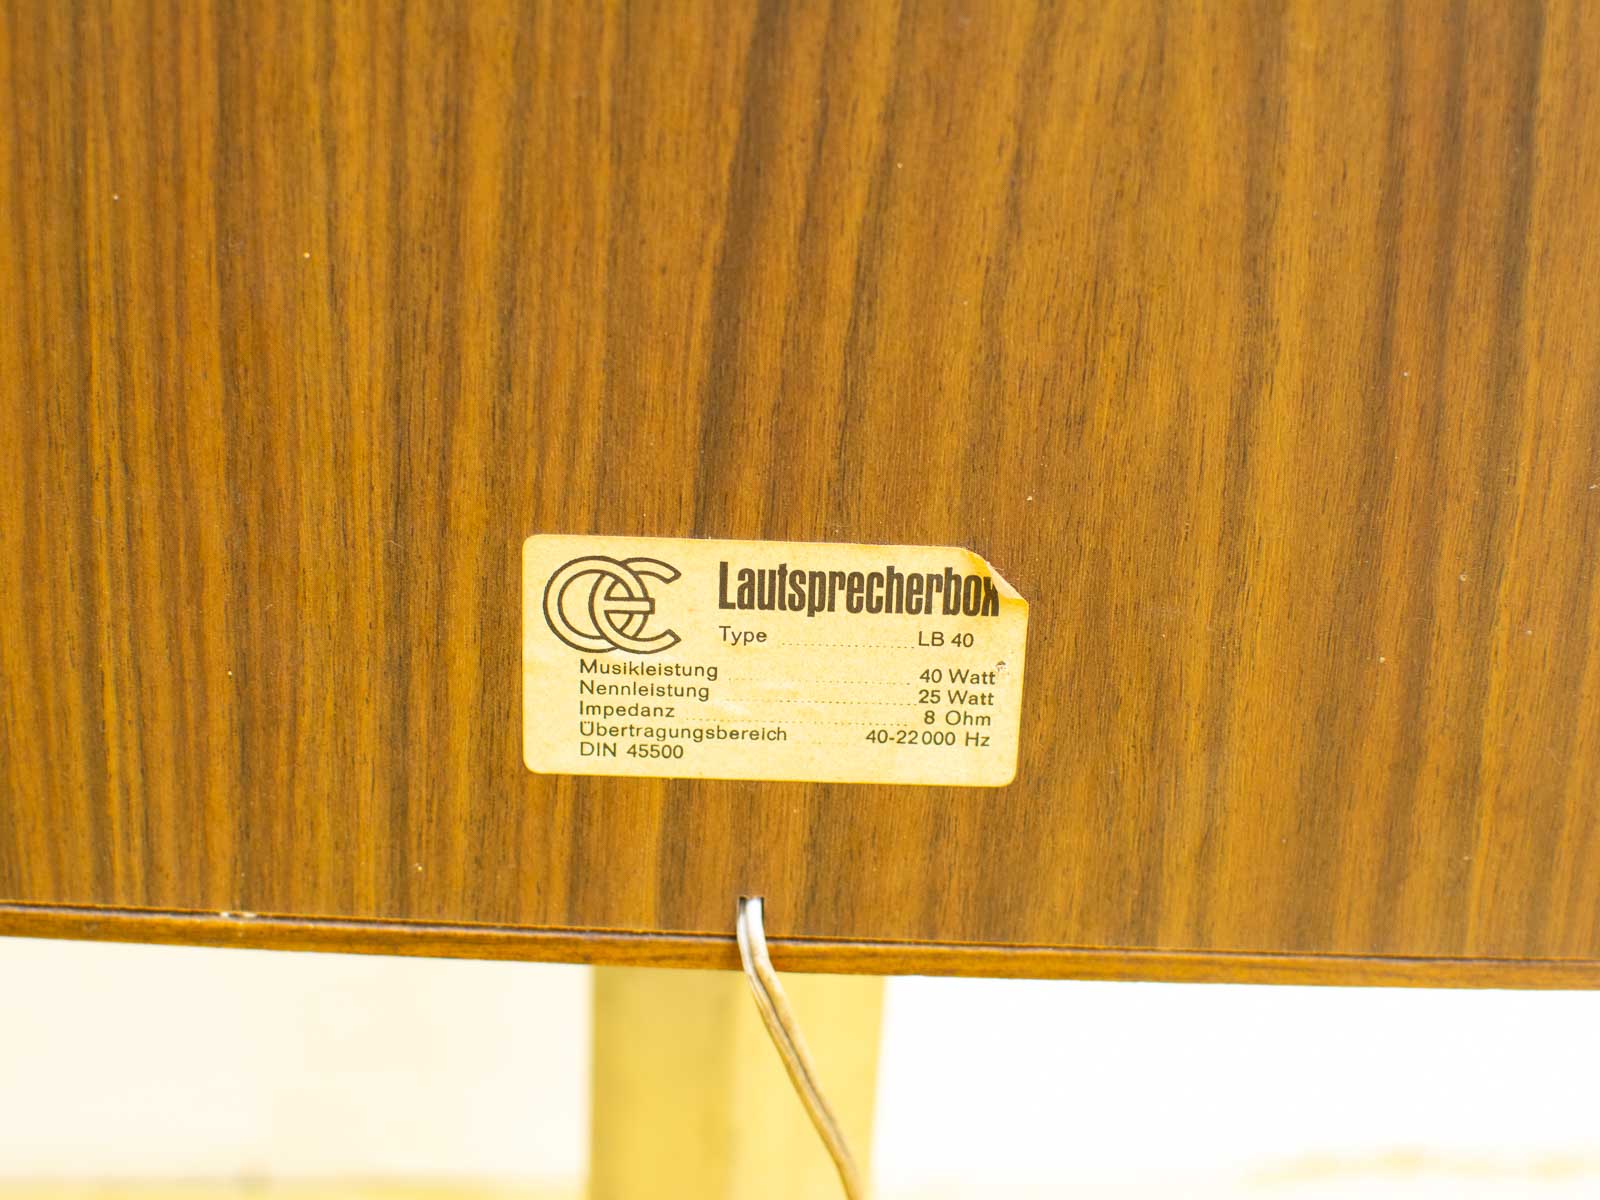 Lautsprecherbox
Type LB 40
Musikleistung 40 Watt
Nennleistung 25 Watt
Impedanz 8 Ohm
Übertragungsbereich 40-22000 Hz
DIN 45500